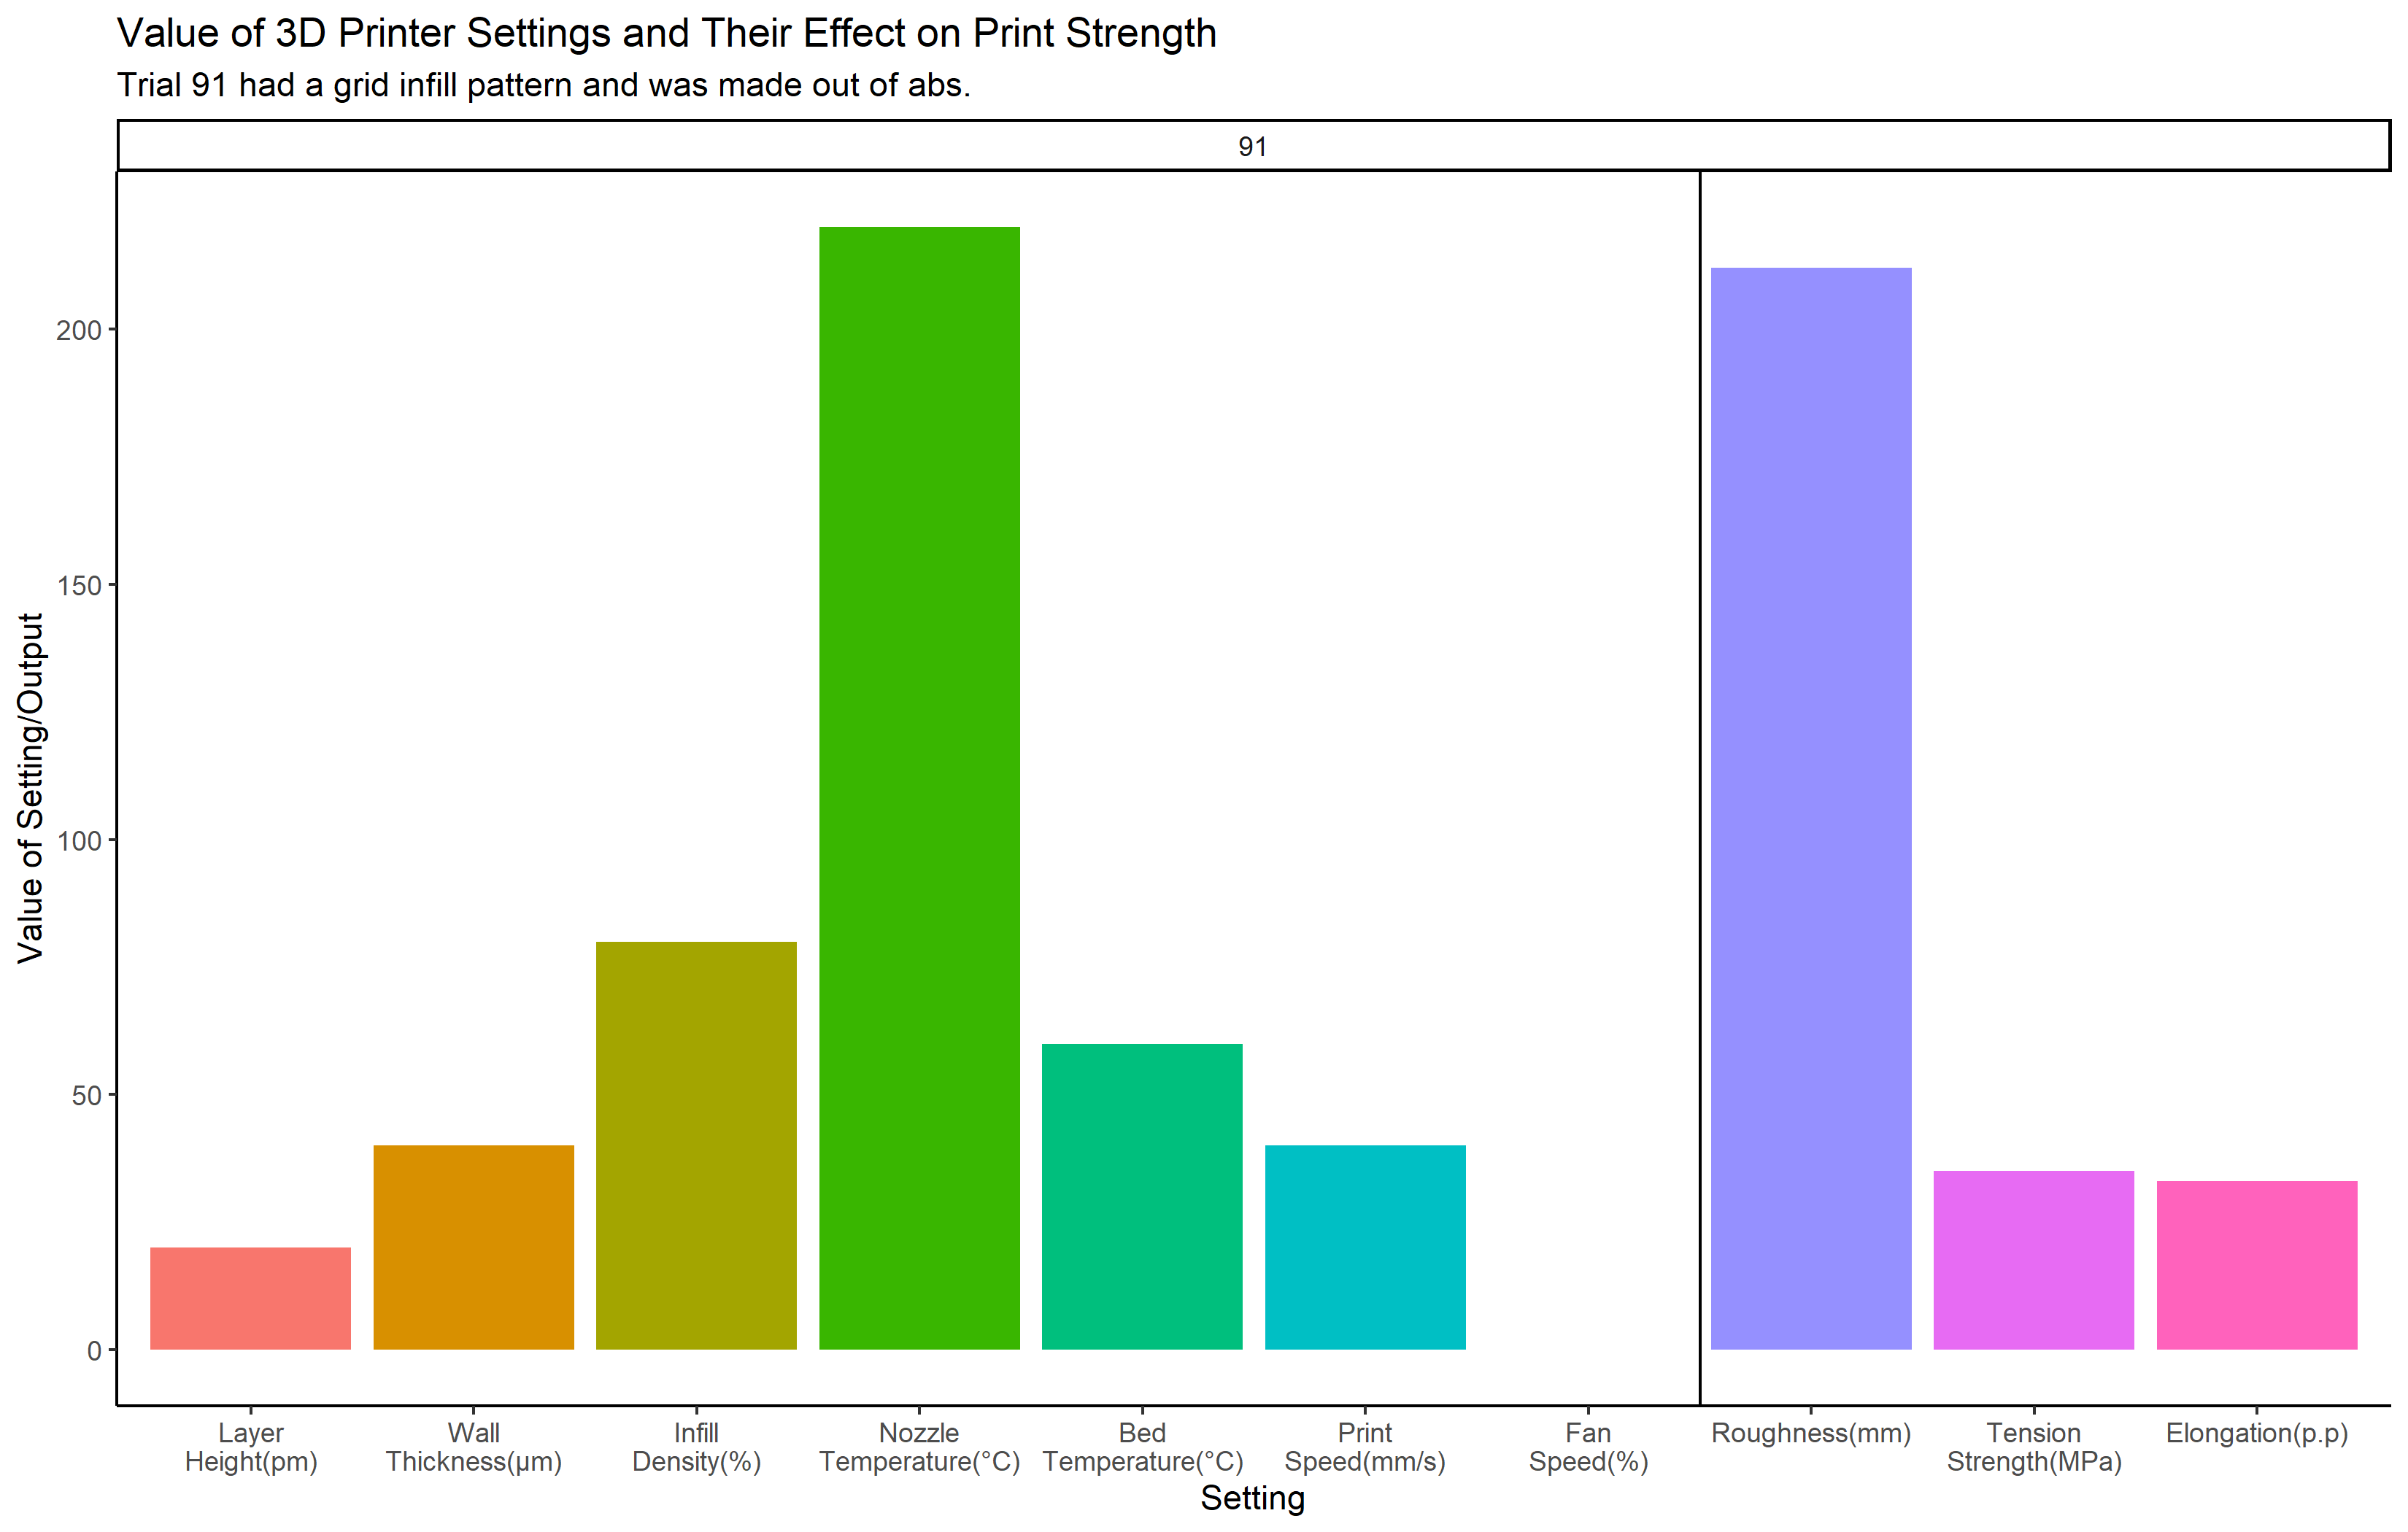 Value of 3D Printer Settings and Their Effect on Print Strength
Trial 91 had a grid infill pattern and was made out of abs.
91
Value of Setting/Output
200
150
100
50
0
Layer
Height(pm)
Wall
Thickness(µm)
Infill
Density(%)
Nozzle
Temperature(°C)
Bed
Temperature(°C)
Print
Speed(mm/s)
Fan
Speed(%)
Roughness(mm)
Tension
Strength(MPa)
Elongation(p.p)
Setting